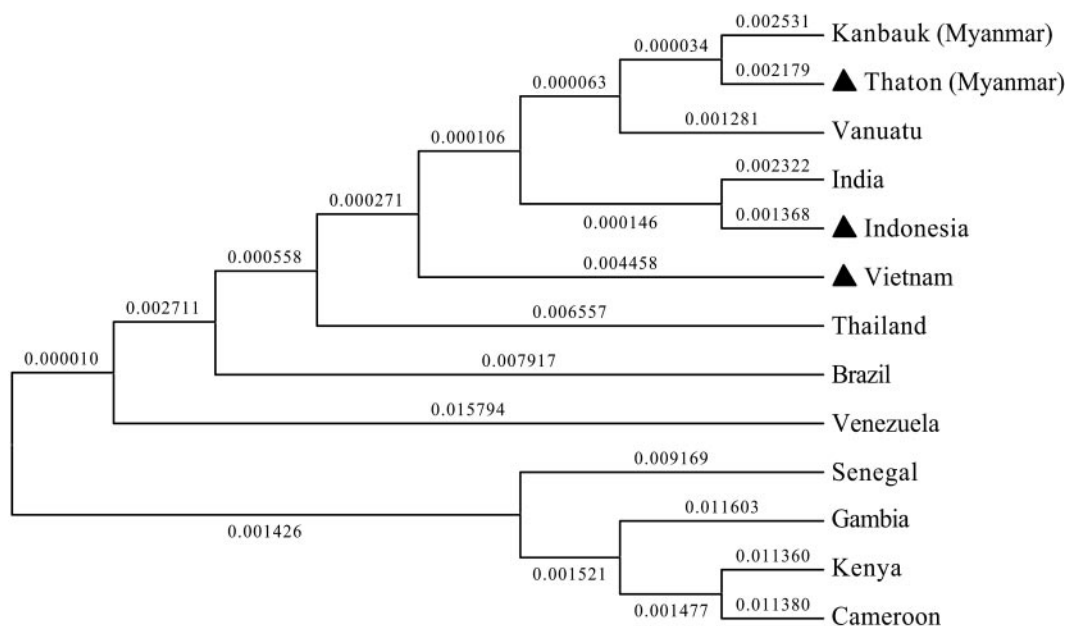 0.002531
Kanbauk (Myanmar)
0.000034
0.002179
▲ Thaton (Myanmar)
0.000063
0.001281
Vanuatu
0.000106
0.002322
India
0.000146
0.001368
▲ Indonesia
0.000271
0.004458
▲ Vietnam
0.000558
0.006557
Thailand
0.002711
0.007917
Brazil
0.000010
0.015794
Venezuela
0.009169
Senegal
0.001426
0.011603
Gambia
0.001521
0.011360
Kenya
0.001477
0.011380
Cameroon